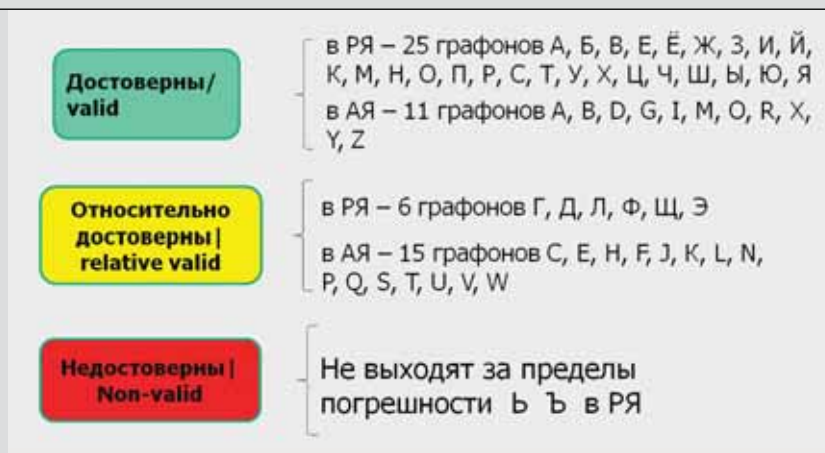 Достоверны/
valid
в РЯ – 25 графонов А, Б, В, Е, Ё, Ж, З, И, Й,
К, М, Н, О, П, Р, С, Т, У, Х, Ц, Ч, Ш, Ы, Ю, Я
в АЯ – 11 графонов A, B, D, G, I, M, O, R, X,
Y, Z
Относительно
достоверны|
relative valid
в РЯ – 6 графонов Г, Д, Л, Ф, Щ, Э
в АЯ – 15 графонов C, E, H, F, J, K, L, N,
P, Q, S, T, U, V, W
Недостоверны|
Non-valid
Не выходят за пределы
погрешности Ь Ъ в РЯ